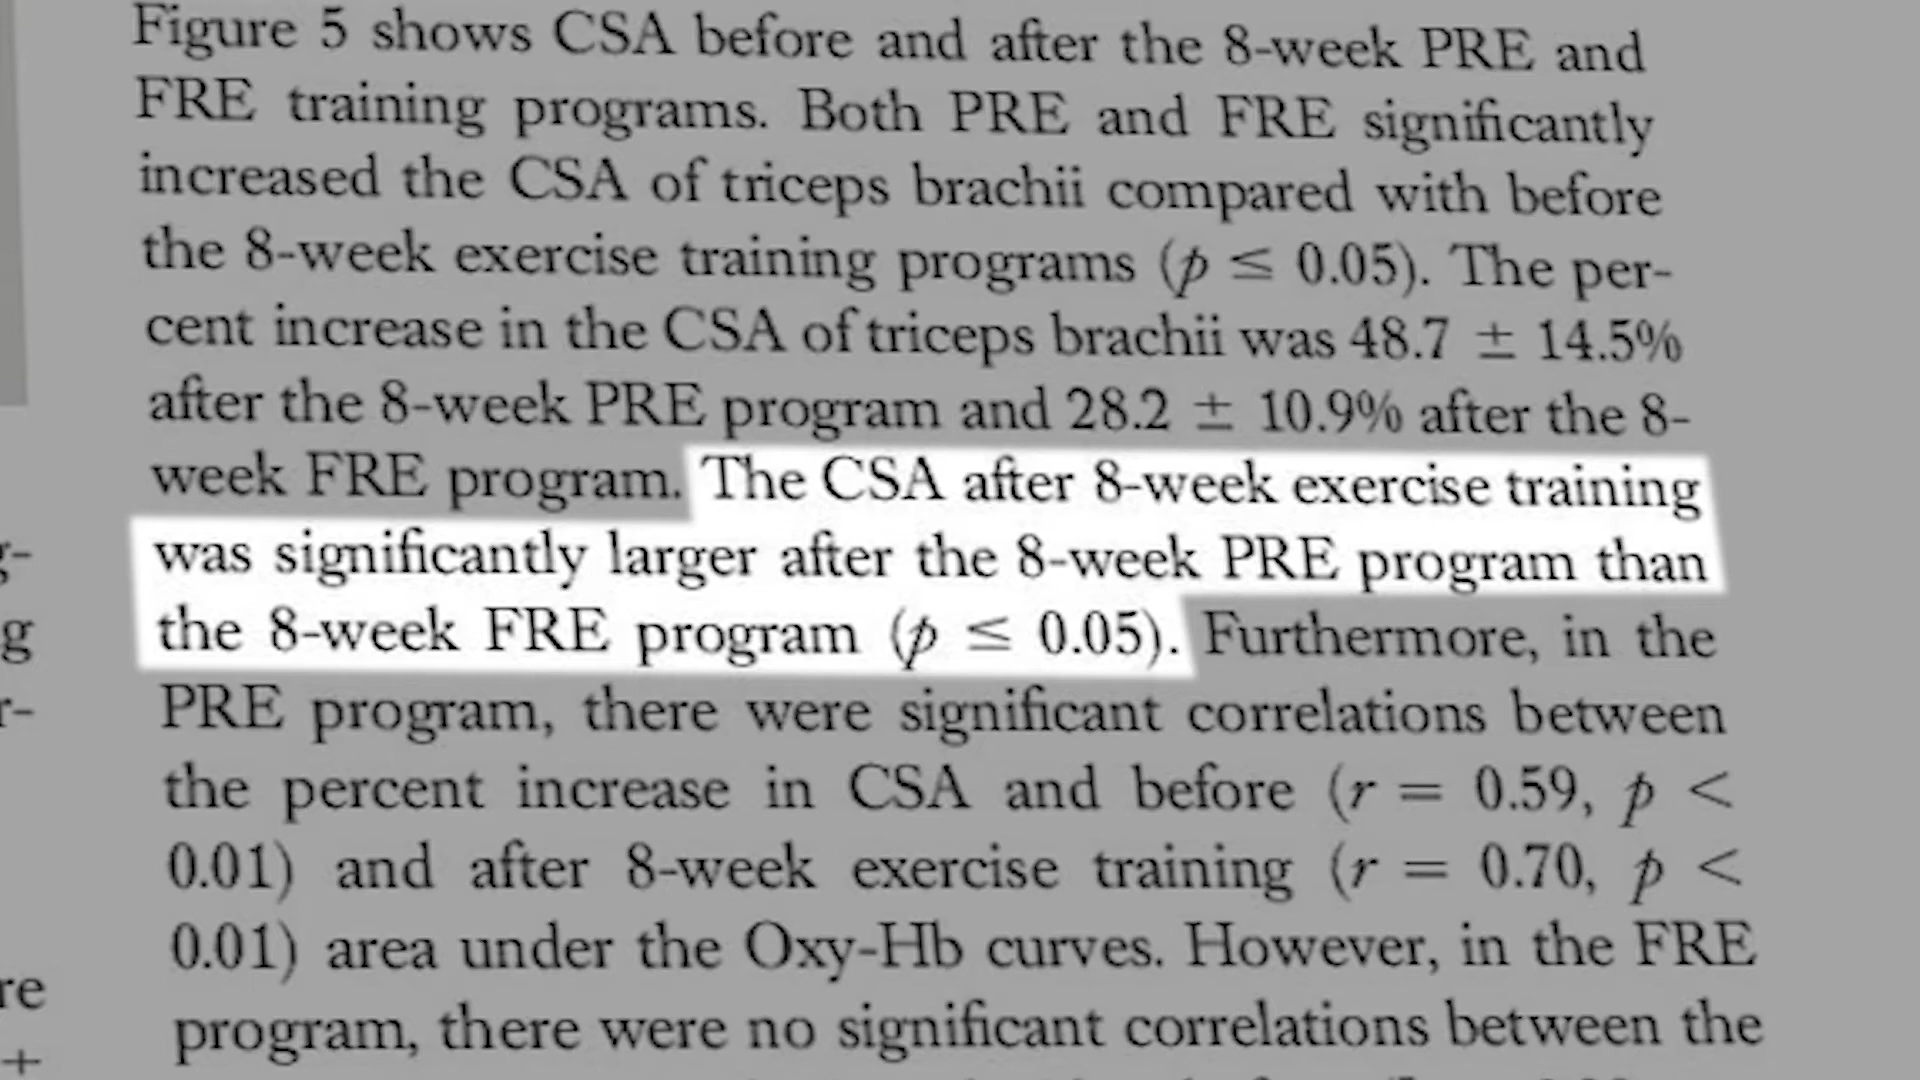 Figure 5 shows CSA before and after the 8-week PRE and
FRE training programs. Both PRE and FRE significantly
increased the CSA of triceps brachii compared with before
the 8-week exercise training programs (p ≤ 0.05). The per-
cent increase in the CSA of triceps brachii was 48.7 ± 14.5%
after the 8-week PRE program and 28.2 ± 10.9% after the 8-
week FRE program. The CSA after 8-week exercise training
was significantly larger after the 8-week PRE program than
the 8-week FRE program (p ≤ 0.05). Furthermore, in the
PRE program, there were significant correlations between
the percent increase in CSA and before (r = 0.59, p <
0.01) and after 8-week exercise training (r = 0.70, p <
0.01) area under the Oxy-Hb curves. However, in the FRE
program, there were no significant correlations between the